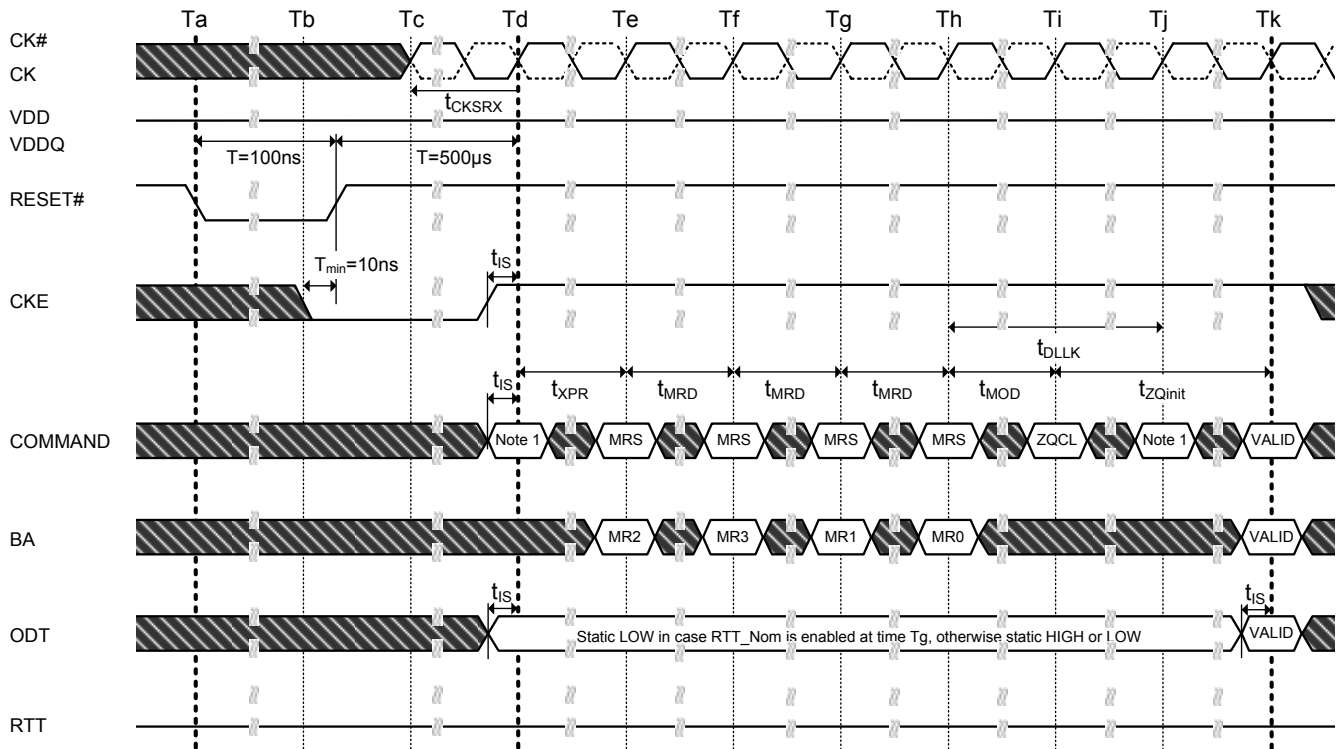 Ta Tb Tc Td Te Tf Tg Th Ti Tj Tk
CK#
CK
tCKSRX
VDD
VDDQ
T=100ns T=500µs
RESET#
Tmin=10ns tIS
CKE
tDLLK
tIS tXPR tMRD tMRD tMRD tMOD tZQinit
COMMAND Note 1 MRS MRS MRS MRS ZQCL Note 1 VALID
BA MR2 MR3 MR1 MR0 VALID
tIS tIS
ODT Static LOW in case RTT_Nom is enabled at time Tg, otherwise static HIGH or LOW VALID
RTT